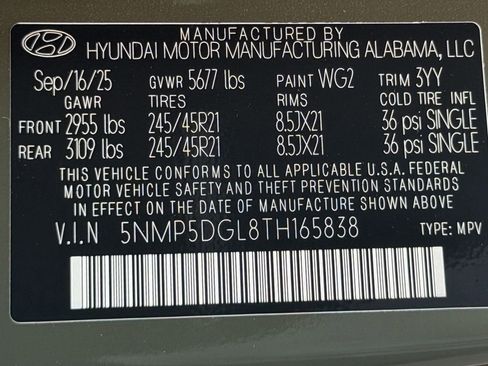 MANUFACTURED BY
HYUNDAI MOTOR MANUFACTURING ALABAMA, LLC
Sep/16/25 GVWR 5677 lbs PAINT WG2 TRIM 3YY
GAWR TIRES RIMS COLD TIRE INFL
FRONT 2955 lbs 245/45R21 8.5JX21 36 psi SINGLE
REAR 3109 lbs 245/45R21 8.5JX21 36 psi SINGLE
THIS VEHICLE CONFORMS TO ALL APPLICABLE U.S.A. FEDERAL
MOTOR VEHICLE SAFETY AND THEFT PREVENTION STANDARDS
IN EFFECT ON THE DATE OF MANUFACTURE SHOWN ABOVE
V.I.N 5NMP5DGL8TH165838
TYPE: MPV